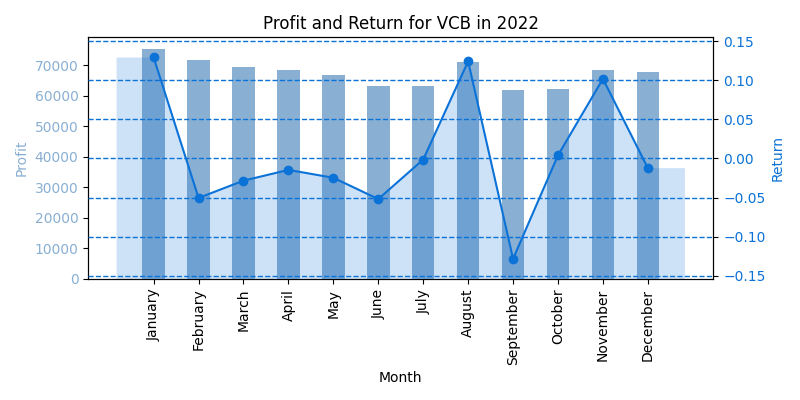 Profit and Return for VCB in 2022
Profit
70000
60000
50000
40000
30000
20000
10000
0
0.15
0.10
0.05
0.00
−0.05
−0.10
−0.15
Return
January
February
March
April
May
June
July
August
September
October
November
December
Month